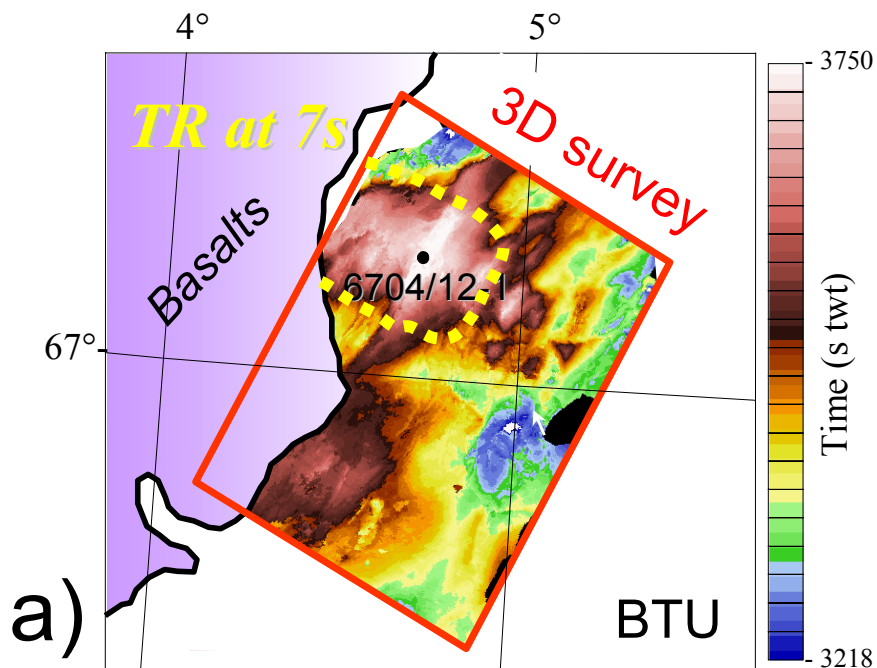 4°
5°
3750
TR at 7s
3D survey
Basalts
6704/12-1
67°
Time (s twt)
a)
BTU
3218